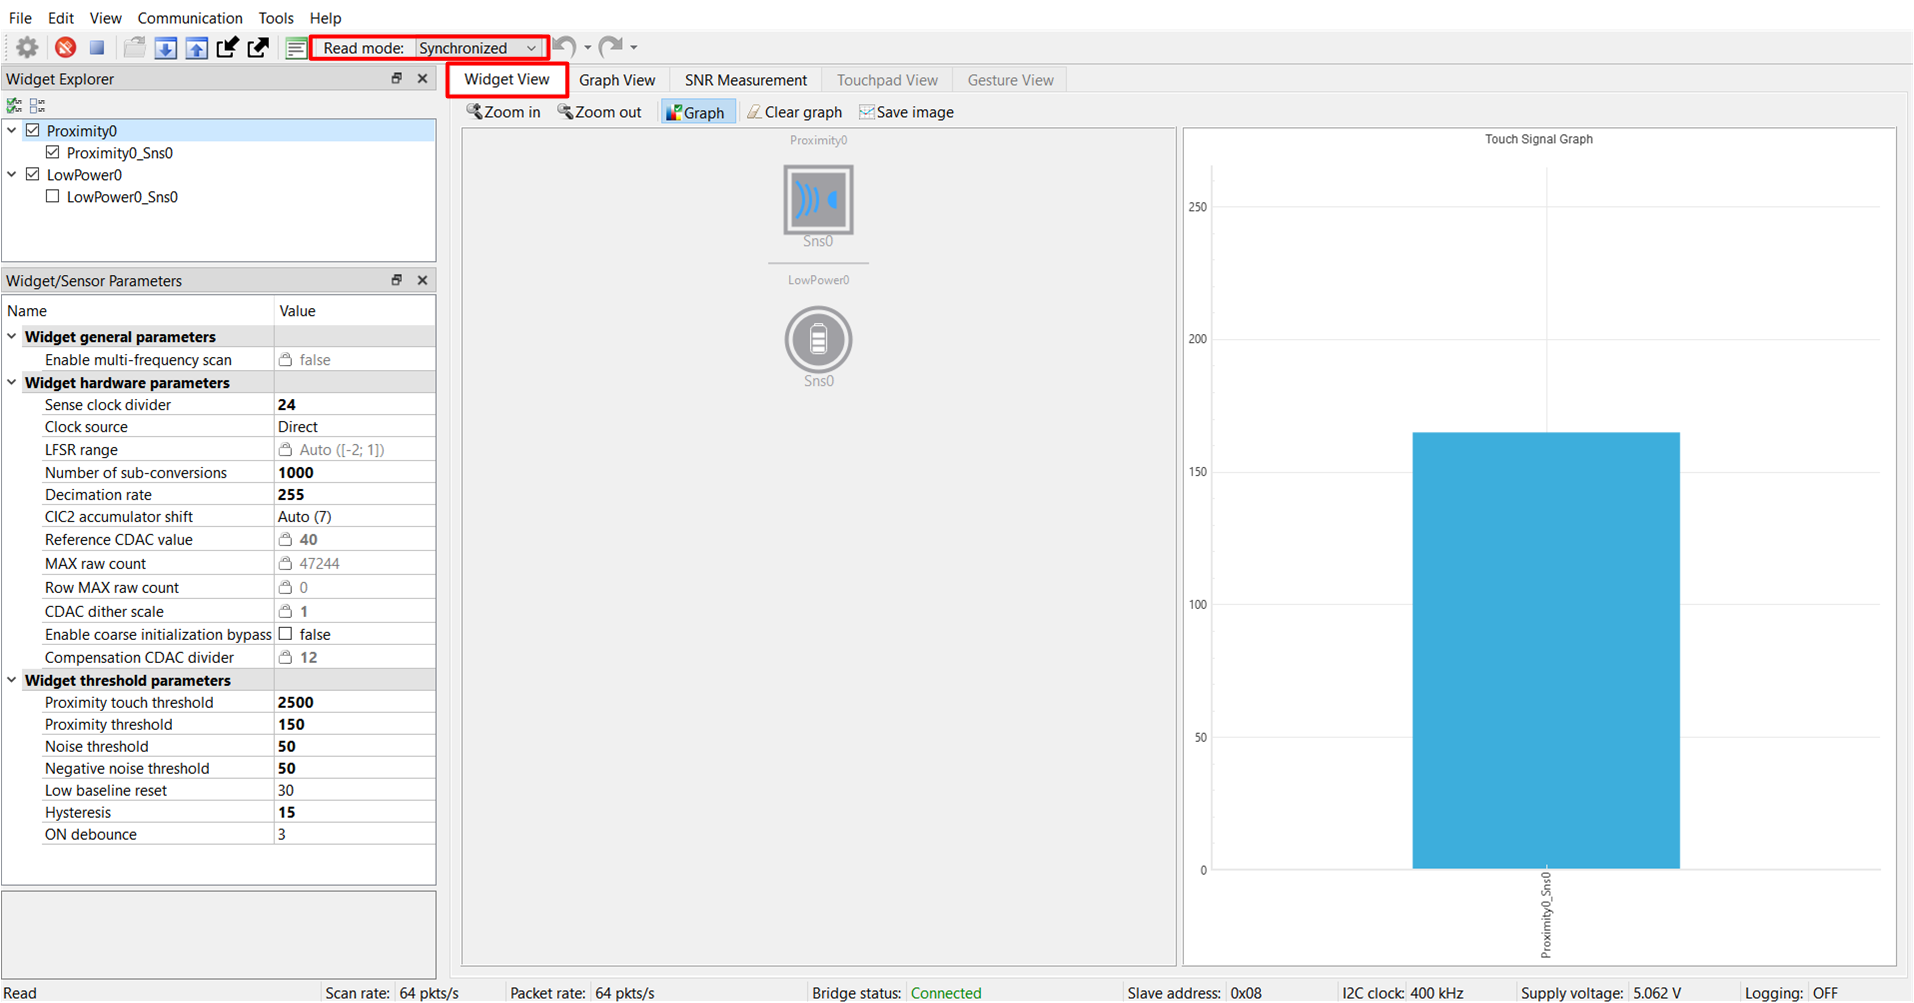 File Edit View Communication Tools Help
Read mode: Synchronized
Widget Explorer
Proximity0
Proximity0_Sns0
LowPower0
LowPower0_Sns0
Widget/Sensor Parameters
Name Value
Widget general parameters
Enable multi-frequency scan false
Widget hardware parameters
Sense clock divider 24
Clock source Direct
LFSR range Auto ([-2; 1])
Number of sub-conversions 1000
Decimation rate 255
CIC2 accumulator shift Auto (7)
Reference CDAC value 40
MAX raw count 47244
Row MAX raw count 0
CDAC dither scale 1
Enable coarse initialization bypass false
Compensation CDAC divider 12
Widget threshold parameters
Proximity touch threshold 2500
Proximity threshold 150
Noise threshold 50
Negative noise threshold 50
Low baseline reset 30
Hysteresis 15
ON debounce 3
Widget View Graph View SNR Measurement Touchpad View Gesture View
Zoom in Zoom out Graph Clear graph Save image
Proximity0
Sns0
LowPower0
Sns0
Touch Signal Graph
250
200
150
100
50
0
Proximity0_Sns0
Read Scan rate: 64 pkts/s Packet rate: 64 pkts/s Bridge status: Connected Slave address: 0x08 I2C clock: 400 kHz Supply voltage: 5.062 V Logging: OFF